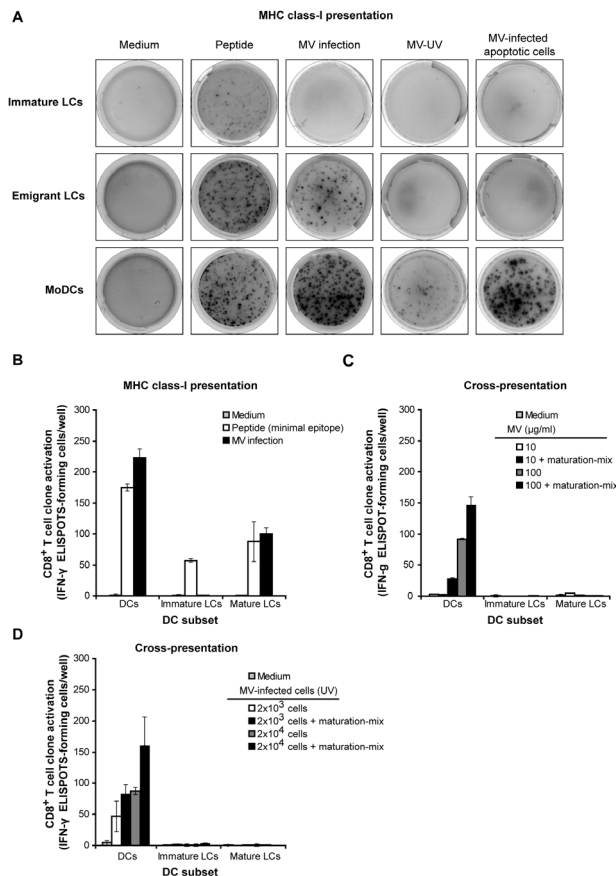 A
MHC class-I presentation
Medium
Peptide
MV infection
MV-UV
MV-infected
apoptotic cells
Immature LCs
Emigrant LCs
MoDCs
B
MHC class-I presentation
CD8+ T cell clone activation
(IFN-γ ELISPOTS-forming cells/well)
300
250
200
150
100
50
0
Medium
Peptide (minimal epitope)
MV infection
DCs
Immature LCs
Mature LCs
DC subset
C
Cross-presentation
CD8+ T cell clone activation
(IFN-g ELISPOT-forming cells/well)
300
250
200
150
100
50
0
Medium
MV (µg/ml)
10
10 + maturation-mix
100
100 + maturation-mix
DCs
Immature LCs
Mature LCs
DC subset
D
Cross-presentation
CD8+ T cell clone activation
(IFN-γ ELISPOTS-forming cells/well)
300
250
200
150
100
50
0
Medium
MV-infected cells (UV)
2x10³ cells
2x10³ cells + maturation-mix
2x10⁴ cells
2x10⁴ cells + maturation-mix
DCs
Immature LCs
Mature LCs
DC subset